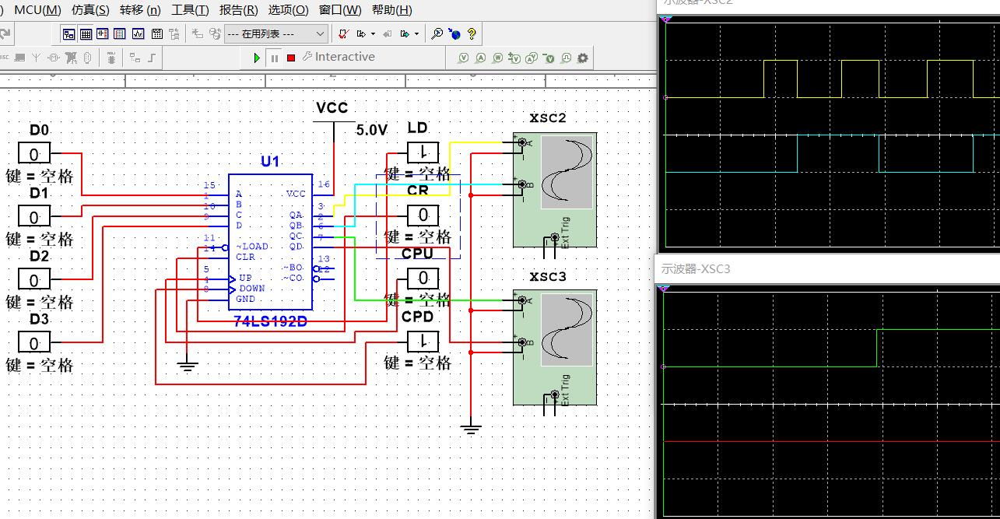 MCU(M) 仿真(S) 转移 (n) 工具(T) 报告(R) 选项(O) 窗口(W) 帮助(H)
--- 在用列表 ---
Interactive
示波器-XSC2
示波器-XSC3
VCC
5.0V
D0
0
键 = 空格
D1
0
键 = 空格
D2
0
键 = 空格
D3
0
键 = 空格
U1
15
1
10
9
11
14
5
4
8
A
B
C
D
~LOAD
CLR
UP
DOWN
GND
VCC
QA
QB
QC
QD
~BO
~CO
16
3
2
6
7
13
12
74LS192D
LD
1
键 = 空格
CR
0
键 = 空格
CPU
0
键 = 空格
CPD
1
键 = 空格
XSC2
A
B
Ext Trig
XSC3
A
B
Ext Trig